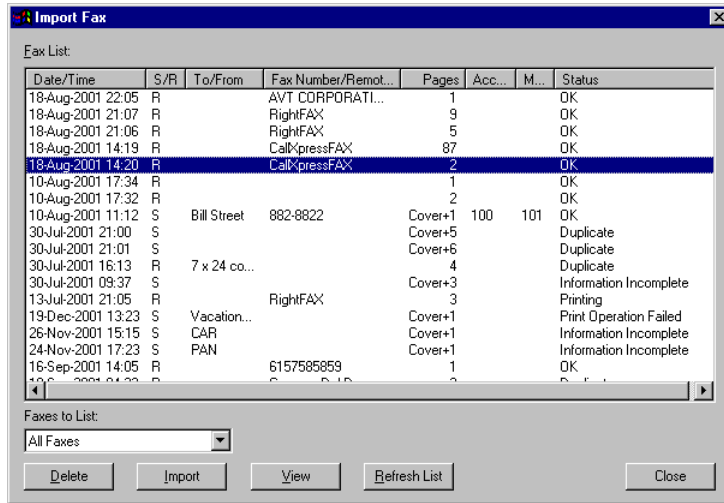 Import Fax
Fax List:
Date/Time S/R To/From Fax Number/Remot... Pages Acc... M... Status
18-Aug-2001 22:05 R AVT CORPORATI... 1 OK
18-Aug-2001 21:07 R RightFAX 9 OK
18-Aug-2001 21:06 R RightFAX 5 OK
18-Aug-2001 14:19 R CallXpressFAX 87 OK
18-Aug-2001 14:20 R CallXpressFAX 2 OK
10-Aug-2001 17:34 R 1 OK
10-Aug-2001 17:32 R 2 OK
10-Aug-2001 11:12 S Bill Street 882-8822 Cover+1 100 101 OK
30-Jul-2001 21:00 S Cover+5 Duplicate
30-Jul-2001 21:01 S Cover+6 Duplicate
30-Jul-2001 16:13 R 7 x 24 co... 4 Duplicate
30-Jul-2001 09:37 S Cover+3 Information Incomplete
13-Jul-2001 21:05 R RightFAX 3 Printing
19-Dec-2001 13:23 S Vacation... Cover+1 Print Operation Failed
26-Nov-2001 15:15 S CAR Cover+1 Information Incomplete
24-Nov-2001 17:23 S PAN Cover+1 Information Incomplete
16-Sep-2001 14:05 R 6157585859 1 OK
Faxes to List:
All Faxes
Delete Import View Refresh List Close